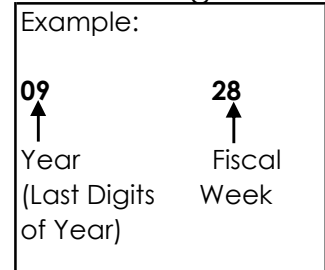 Example:
09 28
Year Fiscal
(Last Digits Week
of Year)